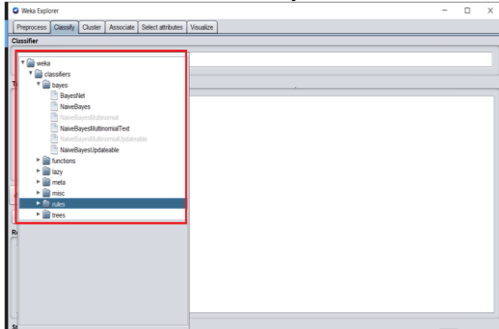 Weka Explorer
Preprocess Classify Cluster Associate Select attributes Visualize
Classifier
weka
classifiers
bayes
BayesNet
NaiveBayes
NaiveBayesMultinomial
NaiveBayesMultinomialText
NaiveBayesMultinomialUpdateable
NaiveBayesUpdateable
functions
lazy
meta
misc
rules
trees